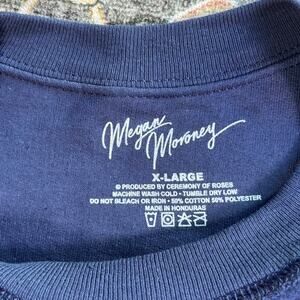 Megan
Moroney
X-LARGE
© PRODUCED BY CEREMONY OF ROSES
MACHINE WASH COLD • TUMBLE DRY LOW
DO NOT BLEACH OR IRON • 50% COTTON 50% POLYESTER
MADE IN HONDURAS